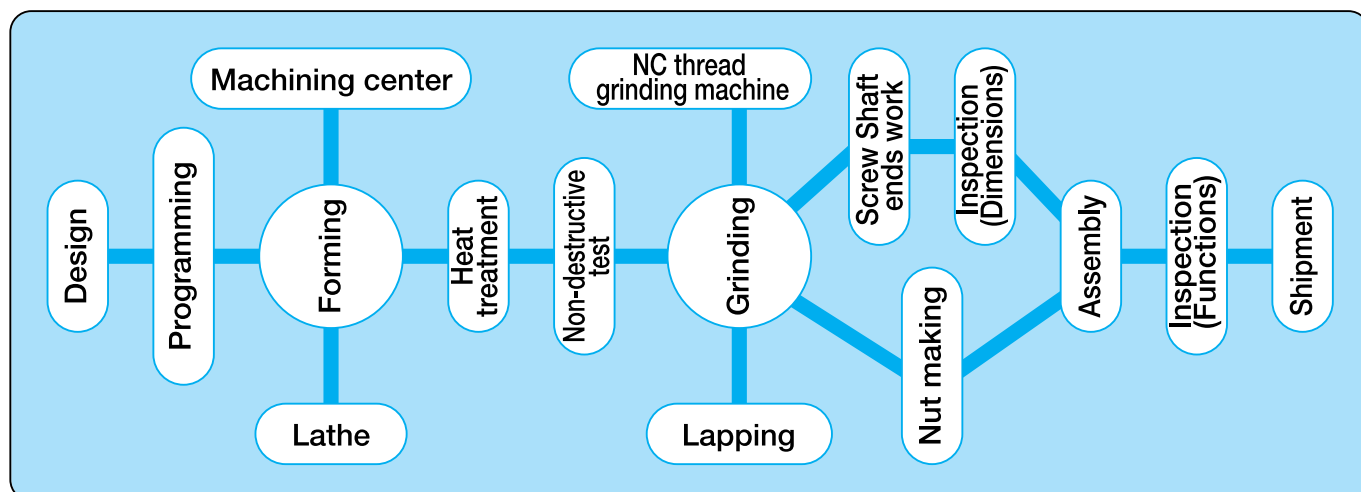 Design
Programming
Machining center
Forming
Lathe
Heat
treatment
Non-destructive
test
NC thread
grinding machine
Grinding
Lapping
Screw Shaft
ends work
Inspection
(Dimensions)
Nut making
Assembly
Inspection
(Functions)
Shipment